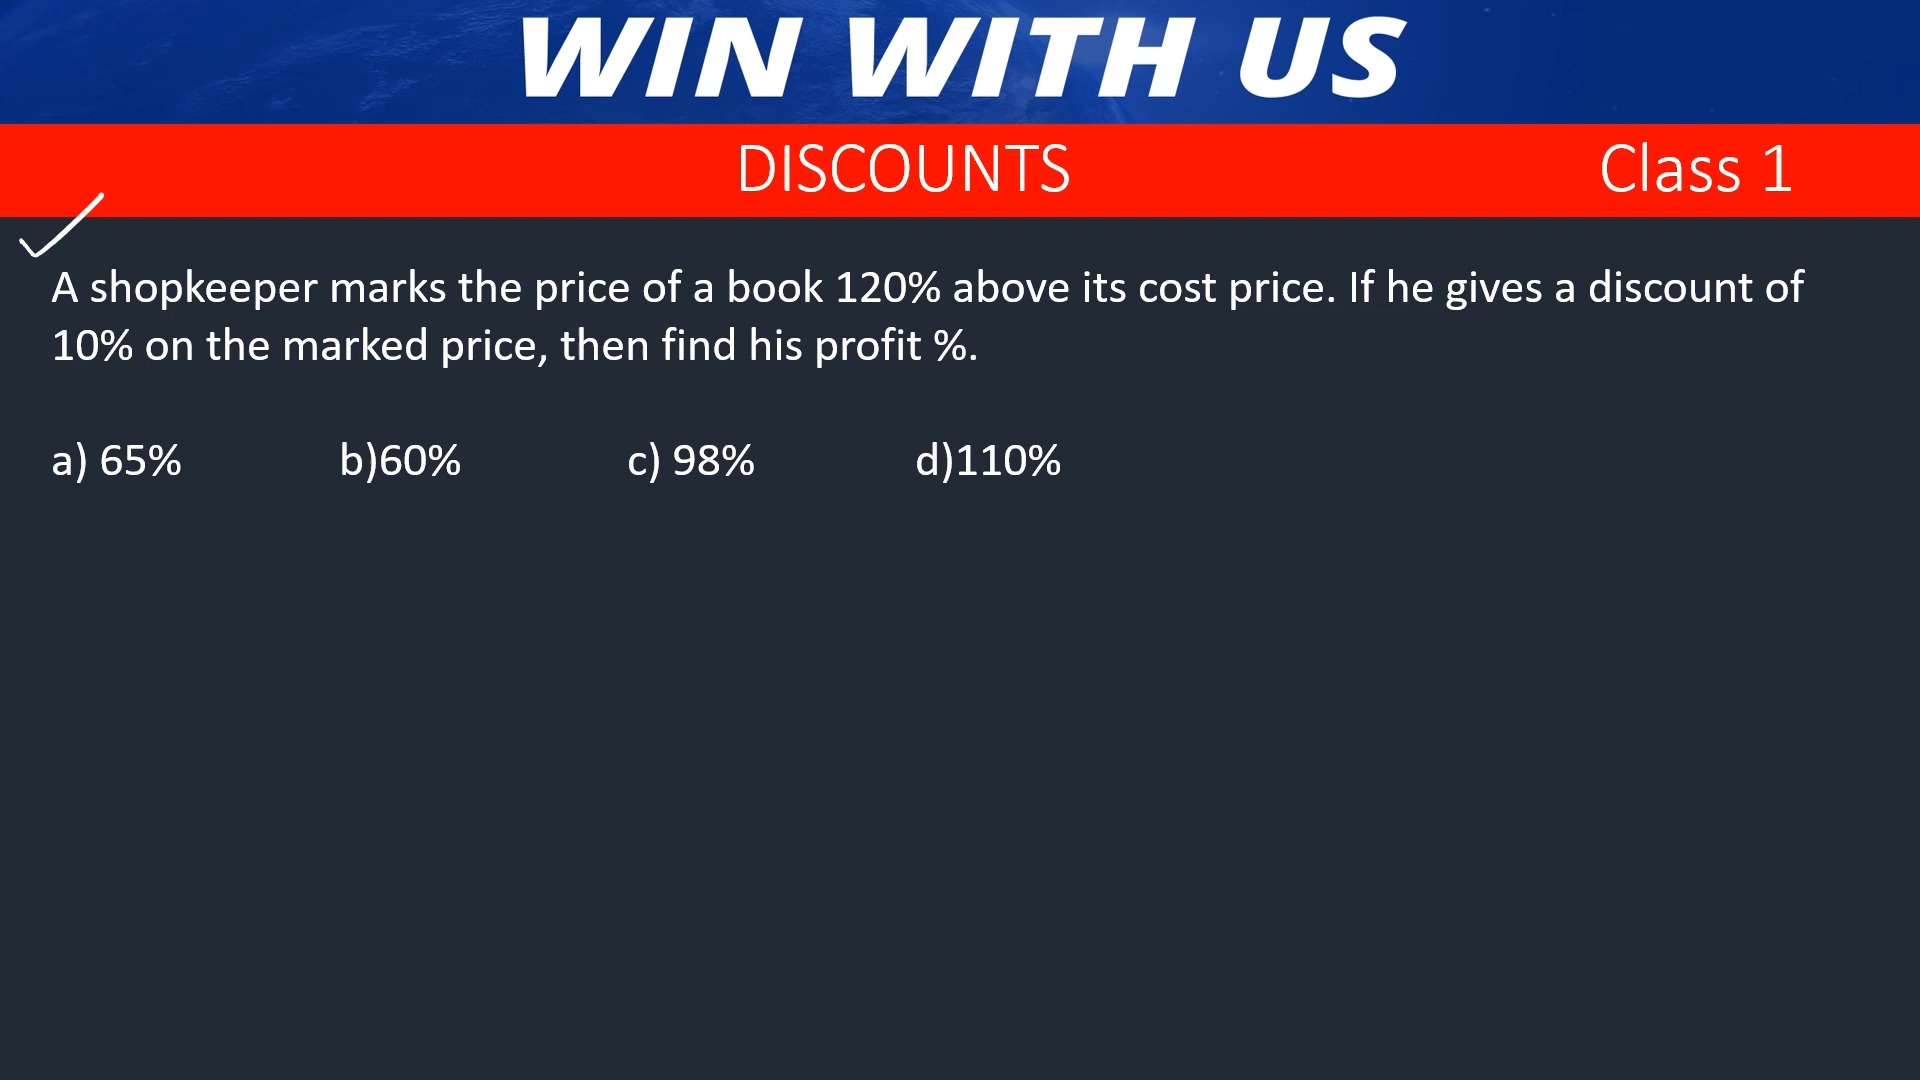 WIN WITH US
DISCOUNTS Class 1
A shopkeeper marks the price of a book 120% above its cost price. If he gives a discount of
10% on the marked price, then find his profit %.
a) 65% b)60% c) 98% d)110%